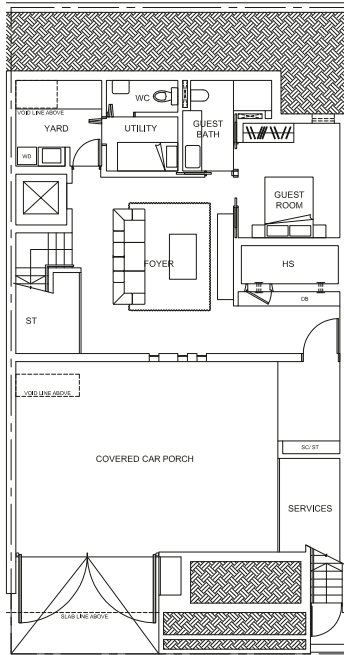 VOID LINE ABOVE
WC
YARD
UTILITY
GUEST
BATH
WD
GUEST
ROOM
FOYER
HS
DB
ST
VOID LINE ABOVE
SC/ ST
COVERED CAR PORCH
SERVICES
SLAB LINE ABOVE